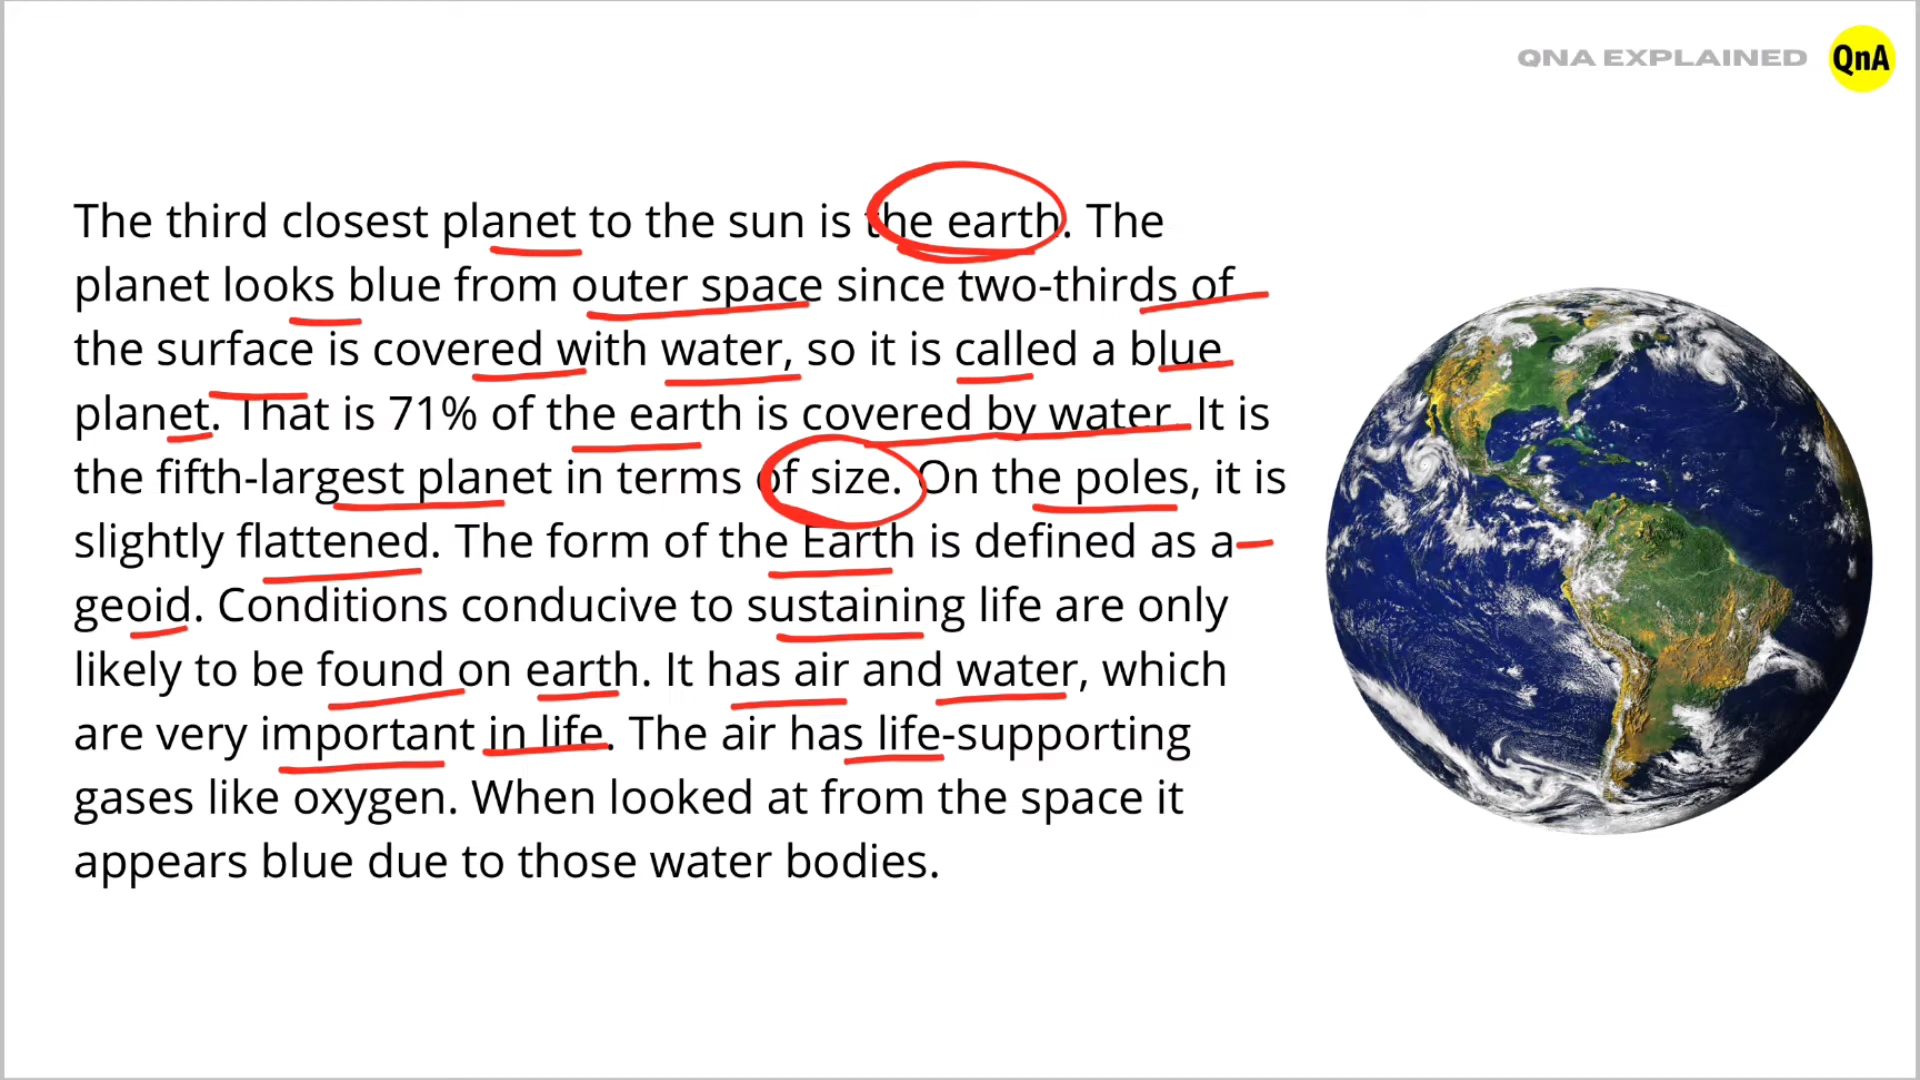 QNA EXPLAINED QnA
The third closest planet to the sun is the earth. The
planet looks blue from outer space since two-thirds of
the surface is covered with water, so it is called a blue
planet. That is 71% of the earth is covered by water. It is
the fifth-largest planet in terms of size. On the poles, it is
slightly flattened. The form of the Earth is defined as a
geoid. Conditions conducive to sustaining life are only
likely to be found on earth. It has air and water, which
are very important in life. The air has life-supporting
gases like oxygen. When looked at from the space it
appears blue due to those water bodies.